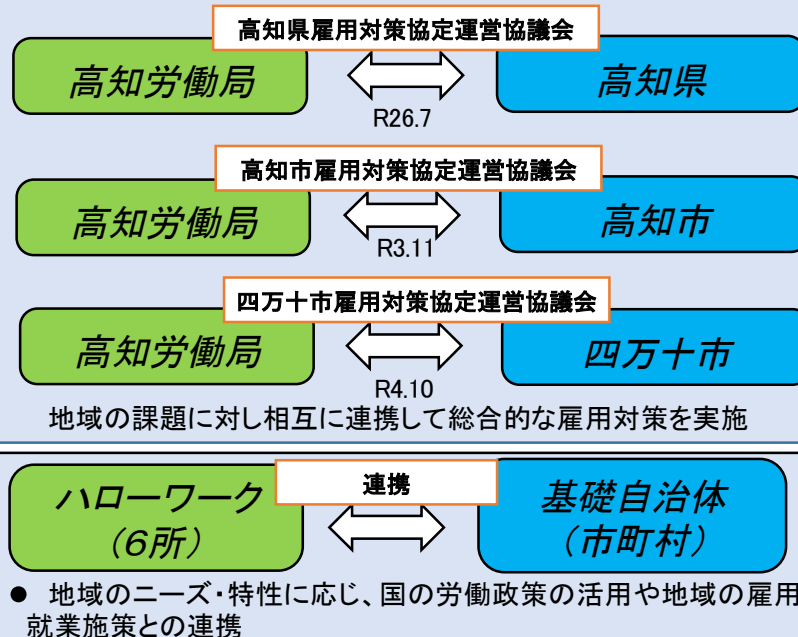 高知県雇用対策協定運営協議会
高知労働局
高知県
R26.7
高知市雇用対策協定運営協議会
高知労働局
高知市
R3.11
四万十市雇用対策協定運営協議会
高知労働局
四万十市
R4.10
地域の課題に対し相互に連携して総合的な雇用対策を実施
ハローワーク
（６所）
連携
基礎自治体
（市町村）
● 地域のニーズ・特性に応じ、国の労働政策の活用や地域の雇用
就業施策との連携